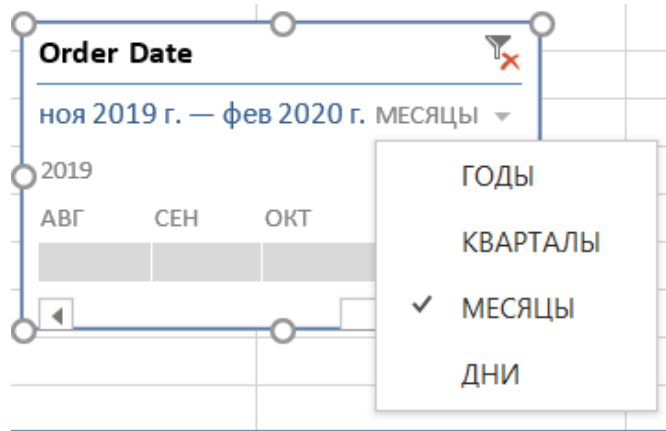 Order Date
ноя 2019 г. — фев 2020 г. МЕСЯЦЫ
2019
АВГ СЕН ОКТ
ГОДЫ
КВАРТАЛЫ
МЕСЯЦЫ
ДНИ